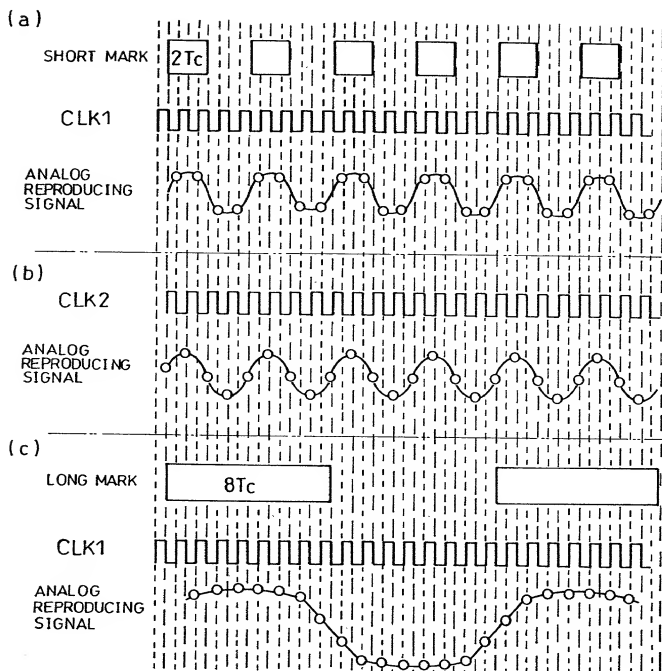 (a)
SHORT MARK
2Tc
CLK1
ANALOG
REPRODUCING
SIGNAL
(b)
CLK2
ANALOG
REPRODUCING
SIGNAL
(c)
LONG MARK
8Tc
CLK1
ANALOG
REPRODUCING
SIGNAL